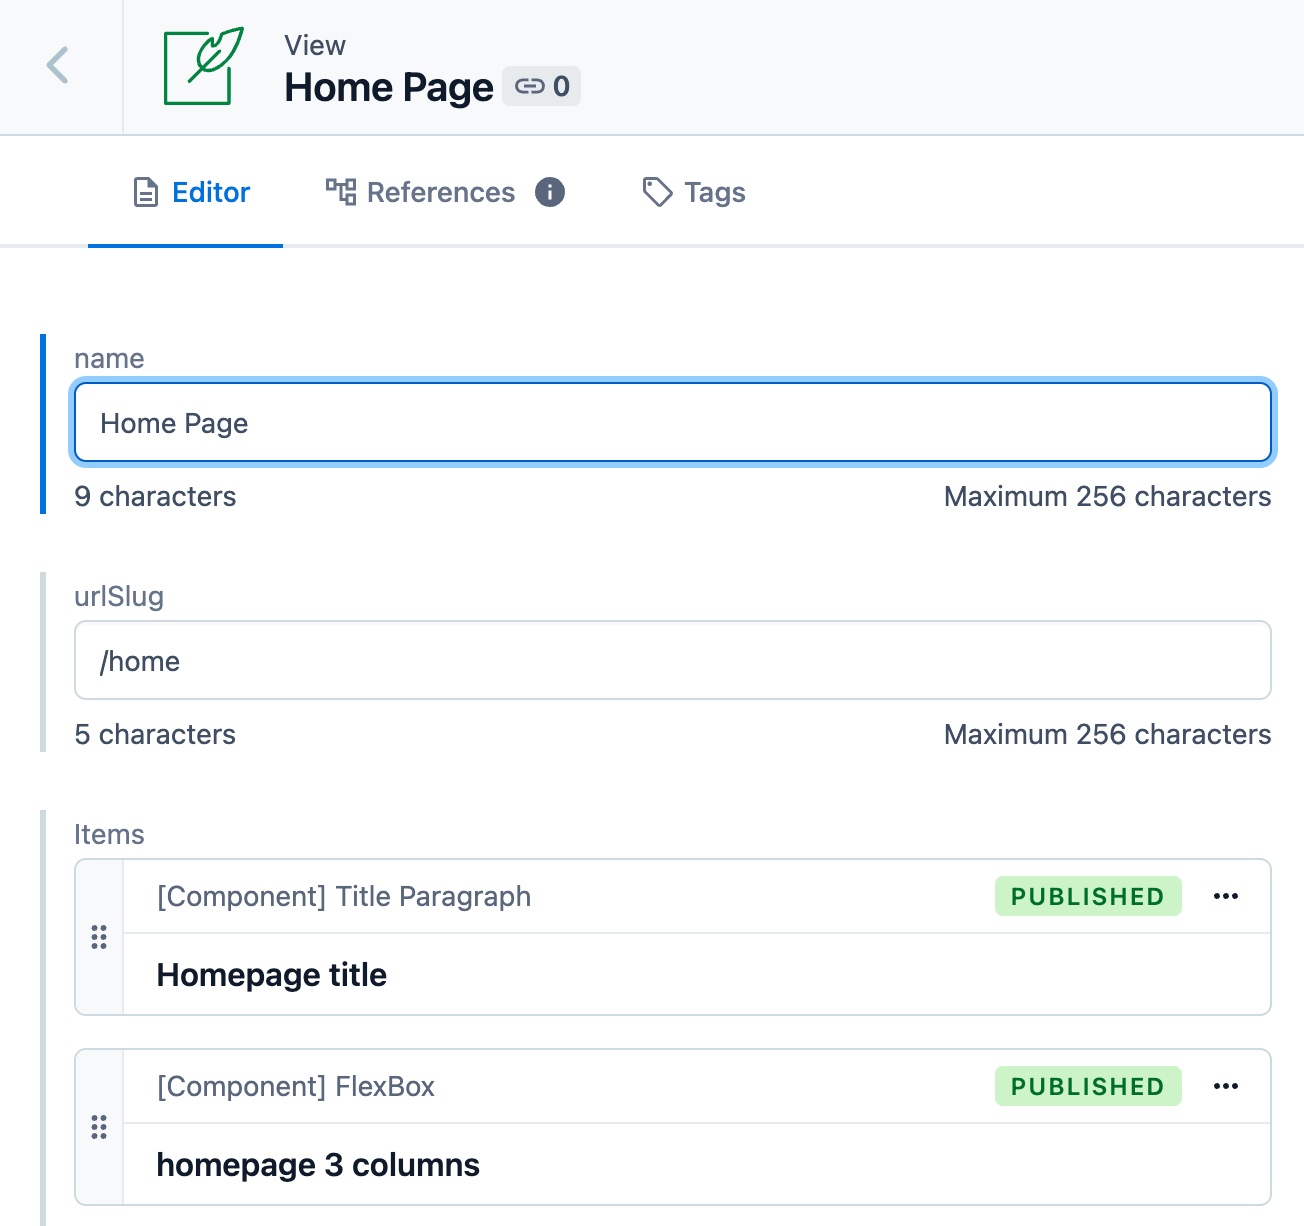 View
Home Page 0
Editor References i Tags
name
Home Page
9 characters Maximum 256 characters
urlSlug
/home
5 characters Maximum 256 characters
Items
[Component] Title Paragraph PUBLISHED
Homepage title
[Component] FlexBox PUBLISHED
homepage 3 columns